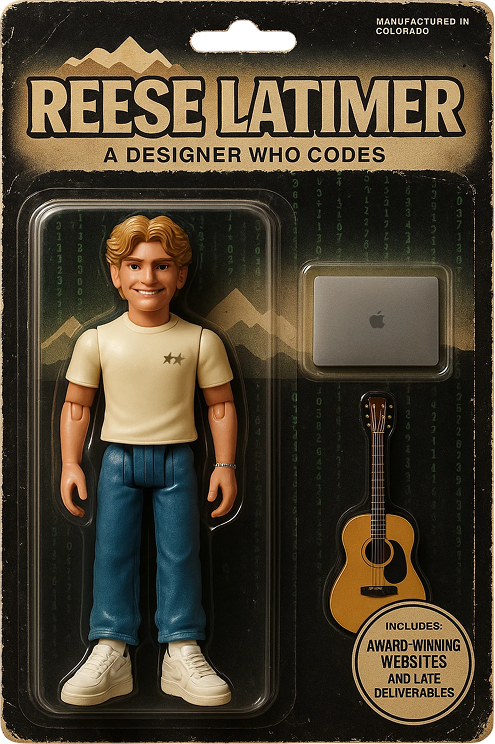 MANUFACTURED IN
COLORADO
REESE LATIMER
A DESIGNER WHO CODES
INCLUDES:
AWARD-WINNING
WEBSITES
AND LATE
DELIVERABLES